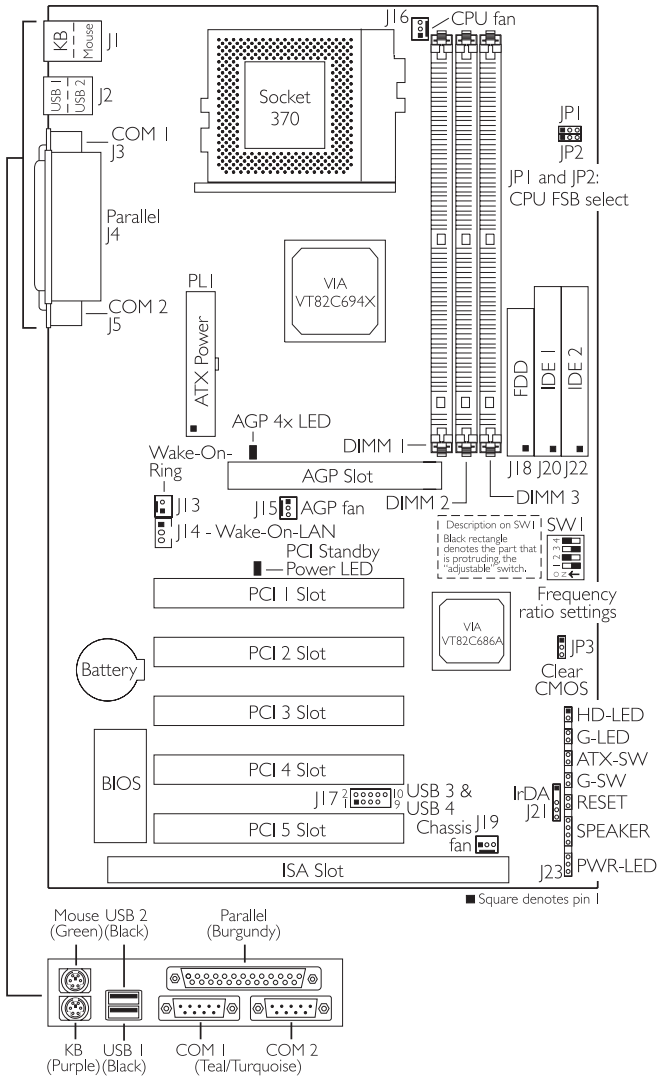 J16
CPU fan
KB
Mouse
J1
USB 1
USB 2
J2
COM 1
J3
Parallel
J4
COM 2
J5
Socket
370
JP1
JP2
JP1 and JP2:
CPU FSB select
VIA
VT82C694X
PL1
ATX Power
FDD
IDE 1
IDE 2
J18
J20
J22
AGP 4x LED
DIMM 1
AGP Slot
DIMM 2
DIMM 3
Wake-On-
Ring
J13
J15
AGP fan
J14 - Wake-On-LAN
PCI Standby
Power LED
Description on SW1
Black rectangle
denotes the part that
is protruding, the
"adjustable" switch.
SW1
1 2 3 4
ON
Frequency
ratio settings
PCI 1 Slot
VIA
VT82C686A
JP3
Clear
CMOS
Battery
PCI 2 Slot
PCI 3 Slot
HD-LED
G-LED
ATX-SW
G-SW
RESET
SPEAKER
PWR-LED
J23
IrDA
J21
BIOS
PCI 4 Slot
J17
2
1
10
9
USB 3 &
USB 4
Chassis
fan
J19
PCI 5 Slot
ISA Slot
Square denotes pin 1
Mouse
(Green)
USB 2
(Black)
Parallel
(Burgundy)
KB
(Purple)
USB 1
(Black)
COM 1
COM 2
(Teal/Turquoise)